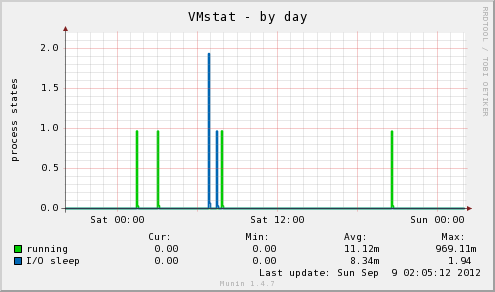 VMstat - by day
RRDTOOL / TOBI OETIKER
process states
2.0
1.5
1.0
0.5
0.0
Sat 00:00 Sat 12:00 Sun 00:00
Cur: Min: Avg: Max:
running 0.00 0.00 11.12m 969.11m
I/O sleep 0.00 0.00 8.34m 1.94
Last update: Sun Sep 9 02:05:12 2012
Munin 1.4.7